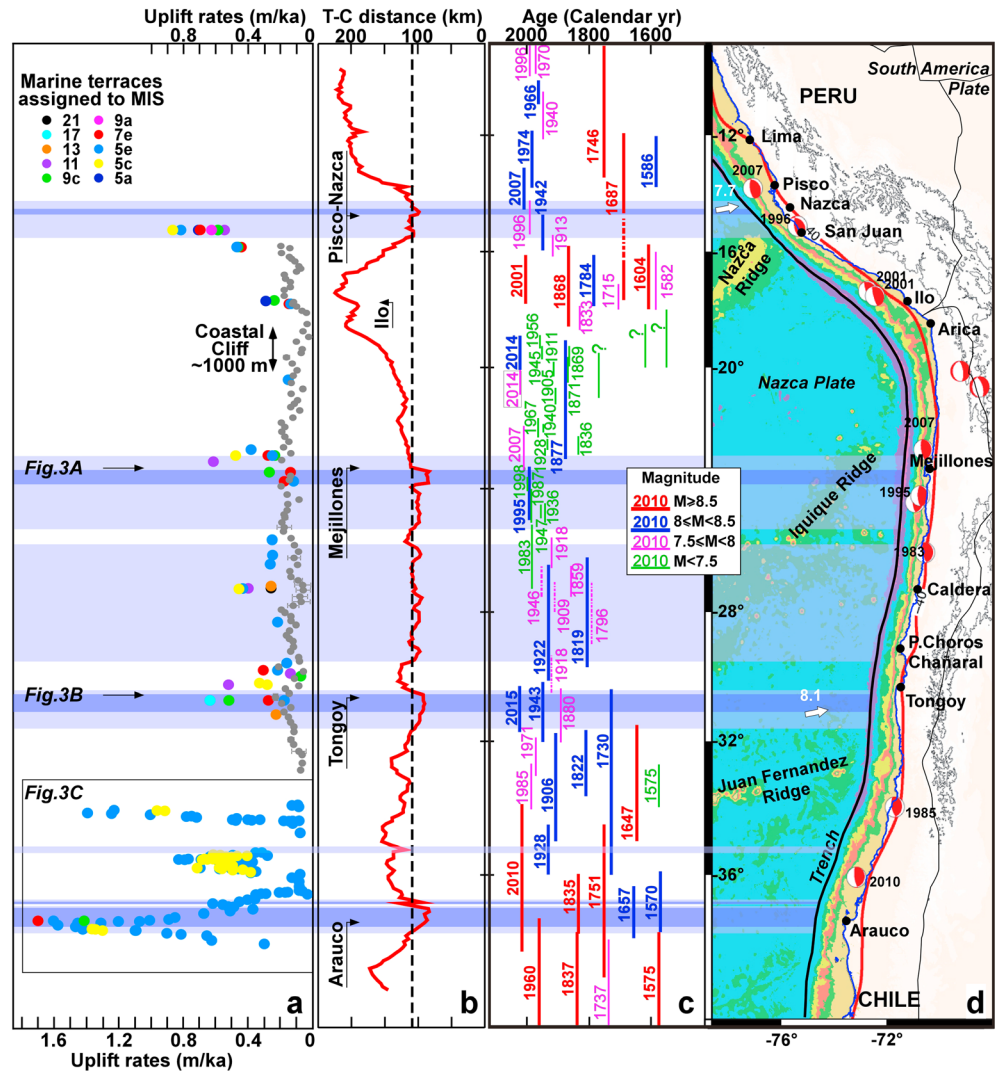 Uplift rates (m/ka)
0.8 0.4 0
T-C distance (km)
200 100 0
Age (Calendar yr)
2000 1800 1600
Marine terraces
assigned to MIS
21 9a
17 7e
13 5e
11 5c
9c 5a
Coastal
Cliff
~1000 m
Fig.3A
Fig.3B
Fig.3C
1.6 1.2 0.8 0.4 0
Uplift rates (m/ka)
a
Pisco-Nazca
Ilo
Mejillones
Tongoy
Arauco
b
1996
1970
1966
1940
1974
1746
1586
2007
1942
1687
1996
1913
2001
1868
1784
1715
1604
1582
1833
1956
2014
1945
1911
?
?
?
2014
1905
1869
1871
1967
1940
2007
1928
1877
1836
1998
1987
1995
1936
1947
1983
1918
1946
1909
1859
1796
1922
1918
1819
2015
1943
1880
1730
1971
1985
1906
1822
1575
1647
1928
2010
1835
1751
1657
1570
1960
1837
1737
1575
Magnitude
2010 M≥8.5
2010 8<M<8.5
2010 7.5<M<8
2010 M<7.5
c
South America
Plate
PERU
-12°
Lima
2007
Pisco
7.7
Nazca
1996
40
San Juan
-16°
Nazca
Ridge
2001
2001
Ilo
Arica
-20°
Nazca Plate
2007
Mejillones
Iquique Ridge
1995
1983
Caldera
-28°
P.Choros
Chañaral
8.1
Tongoy
-32°
Juan Fernandez
Ridge
1985
Trench
-36°
2010
Arauco
CHILE
d
-76° -72°